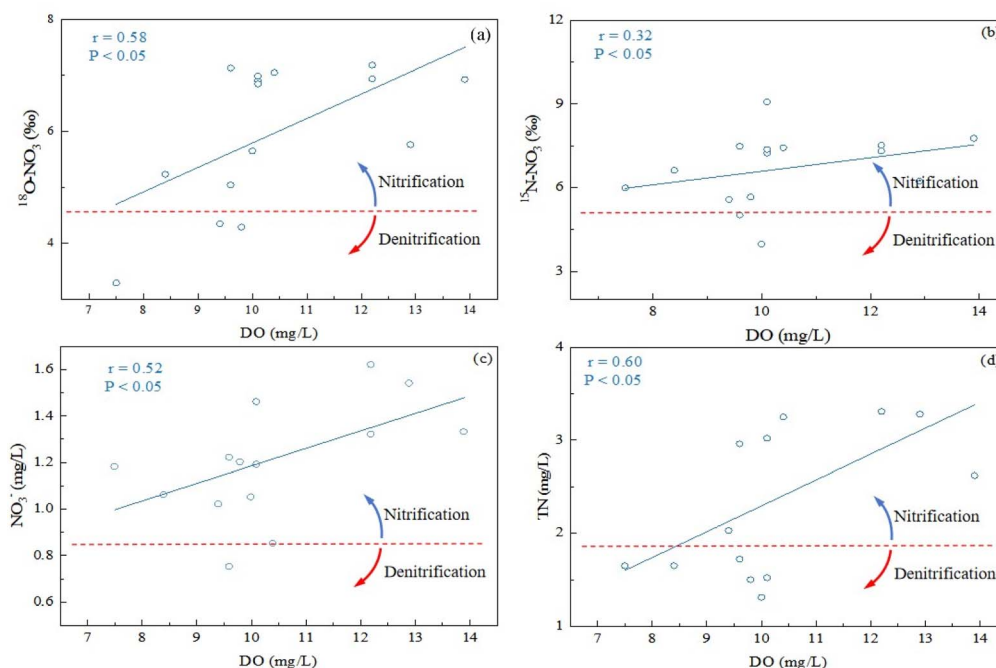 (a)
r = 0.58
P < 0.05
8
6
4
¹⁸O-NO₃ (‰)
Nitrification
Denitrification
7 8 9 10 11 12 13 14
DO (mg/L)
(b)
r = 0.32
P < 0.05
12
9
6
3
¹⁵N-NO₃ (‰)
Nitrification
Denitrification
8 10 12 14
DO (mg/L)
(c)
r = 0.52
P < 0.05
1.6
1.4
1.2
1.0
0.8
0.6
NO₃⁻ (mg/L)
Nitrification
Denitrification
7 8 9 10 11 12 13 14
DO (mg/L)
(d)
r = 0.60
P < 0.05
4
3
2
1
TN (mg/L)
Nitrification
Denitrification
7 8 9 10 11 12 13 14
DO (mg/L)